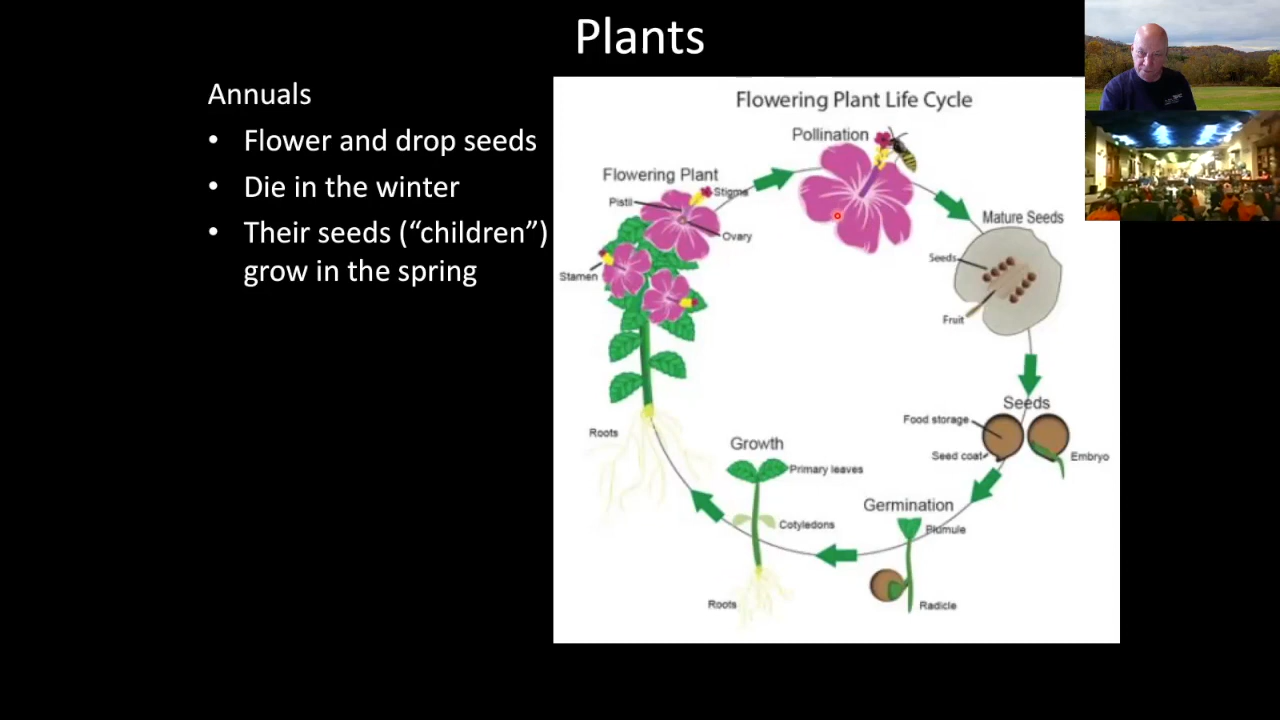 Plants
Annuals
• Flower and drop seeds
• Die in the winter
• Their seeds (“children”)
grow in the spring
Flowering Plant Life Cycle
Pollination
Flowering Plant
Stigma
Pistil
Ovary
Stamen
Roots
Mature Seeds
Seeds
Fruit
Seeds
Food storage
Seed coat
Embryo
Germination
Plumule
Radicle
Growth
Primary leaves
Cotyledons
Roots